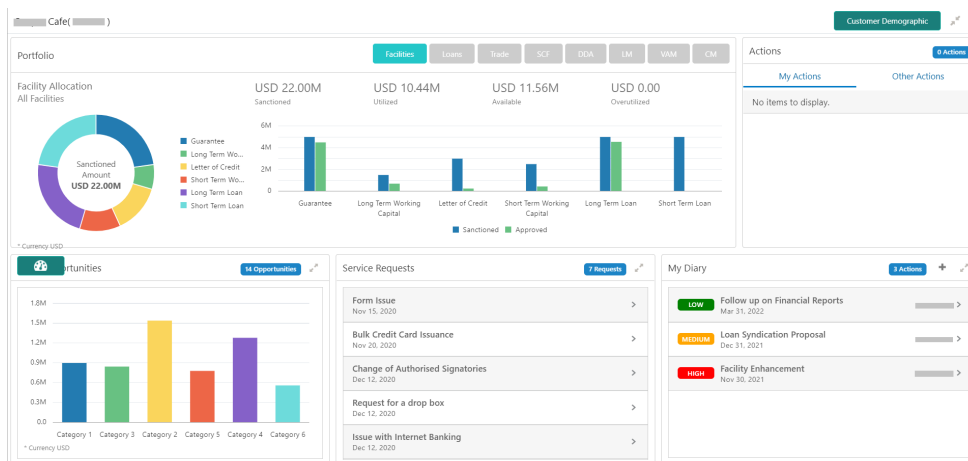 Cafe( )
Customer Demographic
Portfolio
Facilities Loans Trade SCF DDA LM VAM CM
Facility Allocation
All Facilities
USD 22.00M
Sanctioned
USD 10.44M
Utilized
USD 11.56M
Available
USD 0.00
Overutilized
Sanctioned
Amount
USD 22.00M
Guarantee
Long Term Wo...
Letter of Credit
Short Term Wo...
Long Term Loan
Short Term Loan
6M
4M
2M
0
Guarantee
Long Term Working
Capital
Letter of Credit
Short Term Working
Capital
Long Term Loan
Short Term Loan
Sanctioned Approved
* Currency USD
Actions
0 Actions
My Actions Other Actions
No items to display.
rtunities
14 Opportunities
1.8M
1.5M
1.2M
0.9M
0.6M
0.3M
0.0
Category 1 Category 3 Category 2 Category 5 Category 4 Category 6
* Currency USD
Service Requests
7 Requests
Form Issue
Nov 15, 2020
Bulk Credit Card Issuance
Nov 20, 2020
Change of Authorised Signatories
Dec 12, 2020
Request for a drop box
Dec 12, 2020
Issue with Internet Banking
Dec 12, 2020
My Diary
3 Actions +
LOW Follow up on Financial Reports
Mar 31, 2022
MEDIUM Loan Syndication Proposal
Dec 31, 2021
HIGH Facility Enhancement
Nov 30, 2021